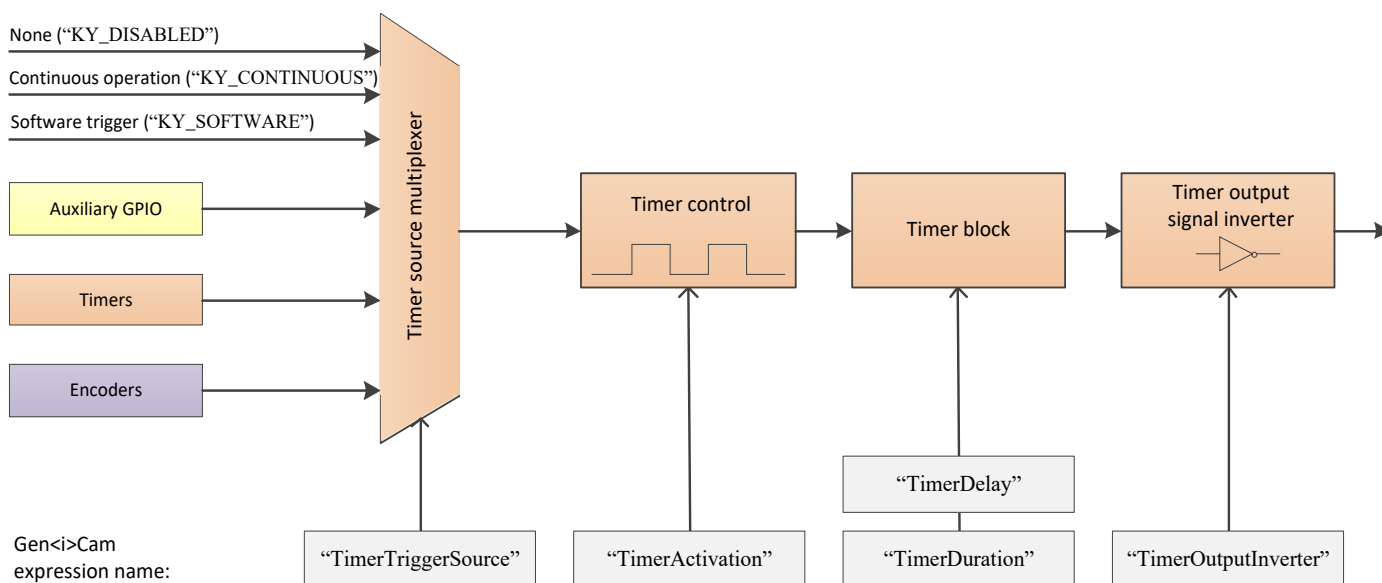 None (“KY_DISABLED”)
Continuous operation (“KY_CONTINUOUS”)
Software trigger (“KY_SOFTWARE”)
Auxiliary GPIO
Timers
Encoders
Timer source multiplexer
Timer control
Timer block
Timer output
signal inverter
“TimerDelay”
Gen<i>Cam
expression name:
“TimerTriggerSource”
“TimerActivation”
“TimerDuration”
“TimerOutputInverter”